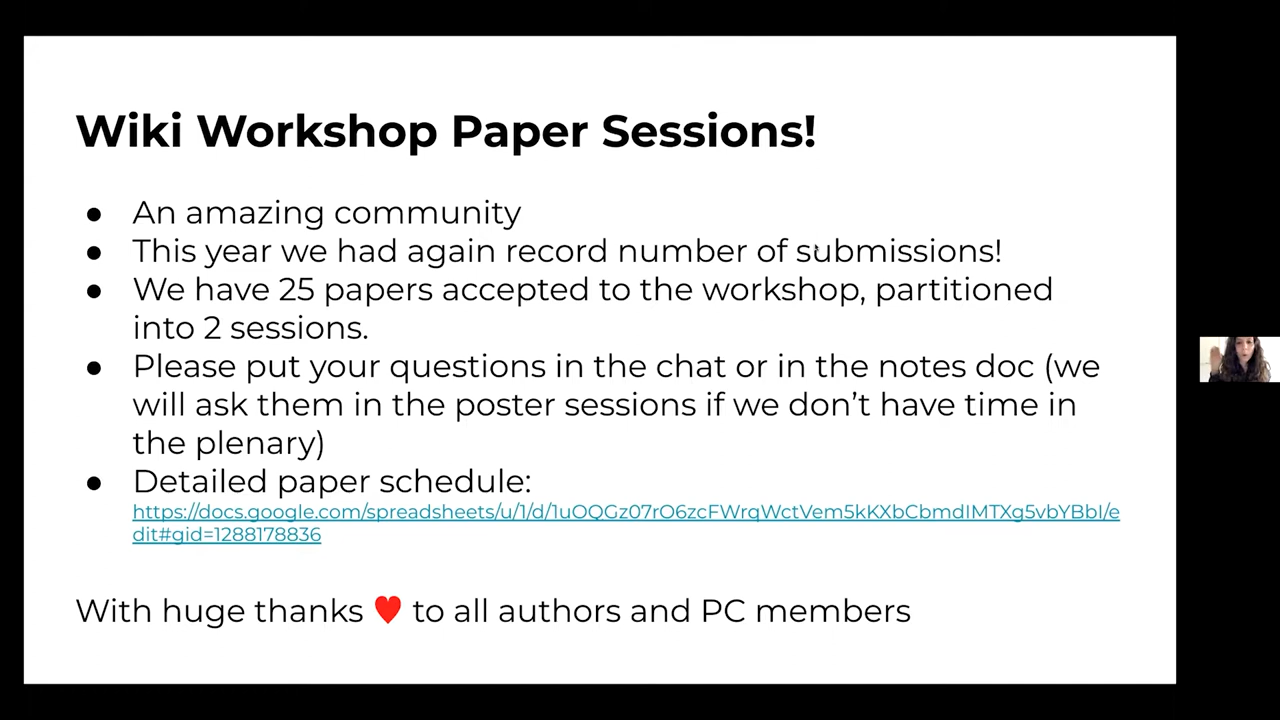 Wiki Workshop Paper Sessions!
● An amazing community
● This year we had again record number of submissions!
● We have 25 papers accepted to the workshop, partitioned
into 2 sessions.
● Please put your questions in the chat or in the notes doc (we
will ask them in the poster sessions if we don't have time in
the plenary)
● Detailed paper schedule:
https://docs.google.com/spreadsheets/u/1/d/1uOQGz07rO6zcFWrqWctVem5kKXbCbmdIMTXg5vbYBbI/e
dit#gid=1288178836
With huge thanks ♥ to all authors and PC members